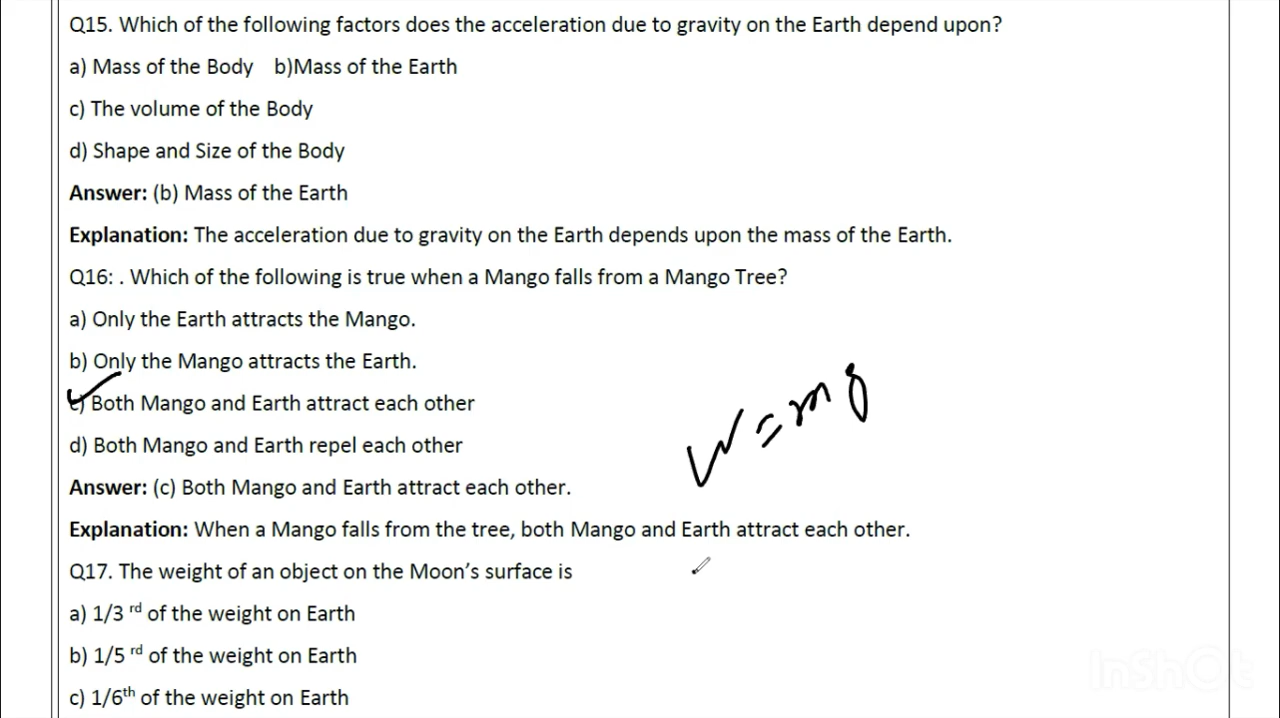 Q15. Which of the following factors does the acceleration due to gravity on the Earth depend upon?
a) Mass of the Body b)Mass of the Earth
c) The volume of the Body
d) Shape and Size of the Body
Answer: (b) Mass of the Earth
Explanation: The acceleration due to gravity on the Earth depends upon the mass of the Earth.
Q16: . Which of the following is true when a Mango falls from a Mango Tree?
a) Only the Earth attracts the Mango.
b) Only the Mango attracts the Earth.
c) Both Mango and Earth attract each other
W = mg
d) Both Mango and Earth repel each other
Answer: (c) Both Mango and Earth attract each other.
Explanation: When a Mango falls from the tree, both Mango and Earth attract each other.
Q17. The weight of an object on the Moon’s surface is
a) 1/3 rd of the weight on Earth
b) 1/5 rd of the weight on Earth
c) 1/6th of the weight on Earth
InShOt